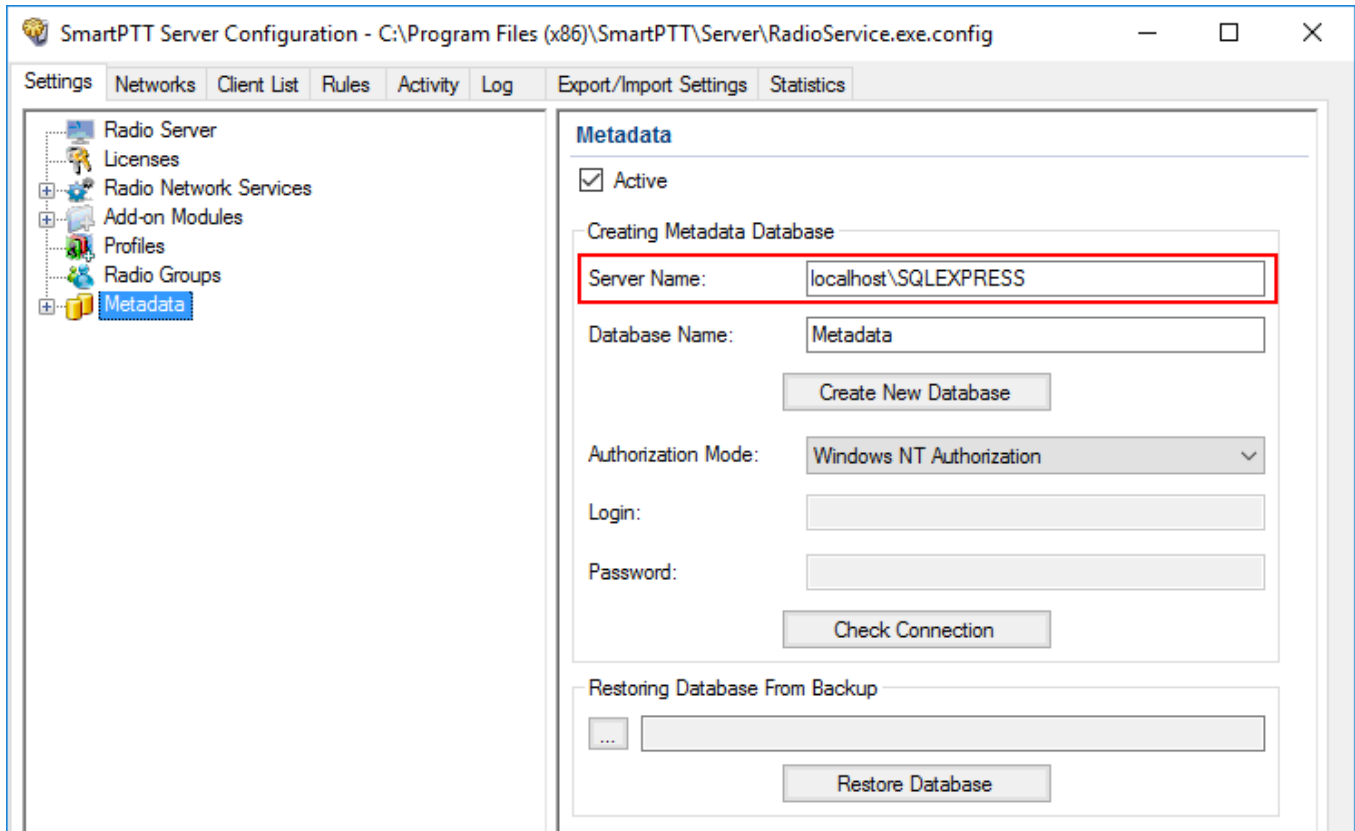 SmartPTT Server Configuration - C:\Program Files (x86)\SmartPTT\Server\RadioService.exe.config
Settings Networks Client List Rules Activity Log Export/Import Settings Statistics
Radio Server
Licenses
Radio Network Services
Add-on Modules
Profiles
Radio Groups
Metadata
Metadata
Active
Creating Metadata Database
Server Name: localhost\SQLEXPRESS
Database Name: Metadata
Create New Database
Authorization Mode: Windows NT Authorization
Login:
Password:
Check Connection
Restoring Database From Backup
...
Restore Database